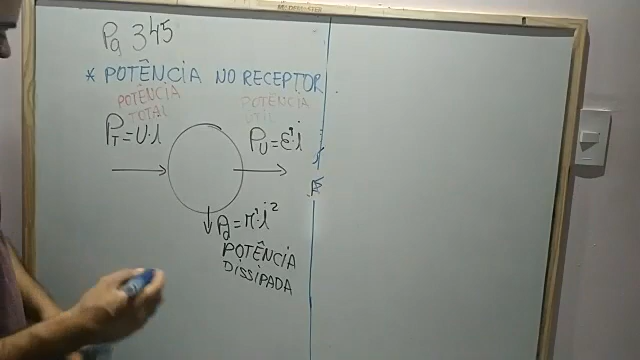 Pg 345
* POTÊNCIA NO RECEPTOR
POTÊNCIA TOTAL
POTÊNCIA ÚTIL
P_T = U·i
P_U = ε'·i
P_d = r'·i²
POTÊNCIA
DISSIPADA